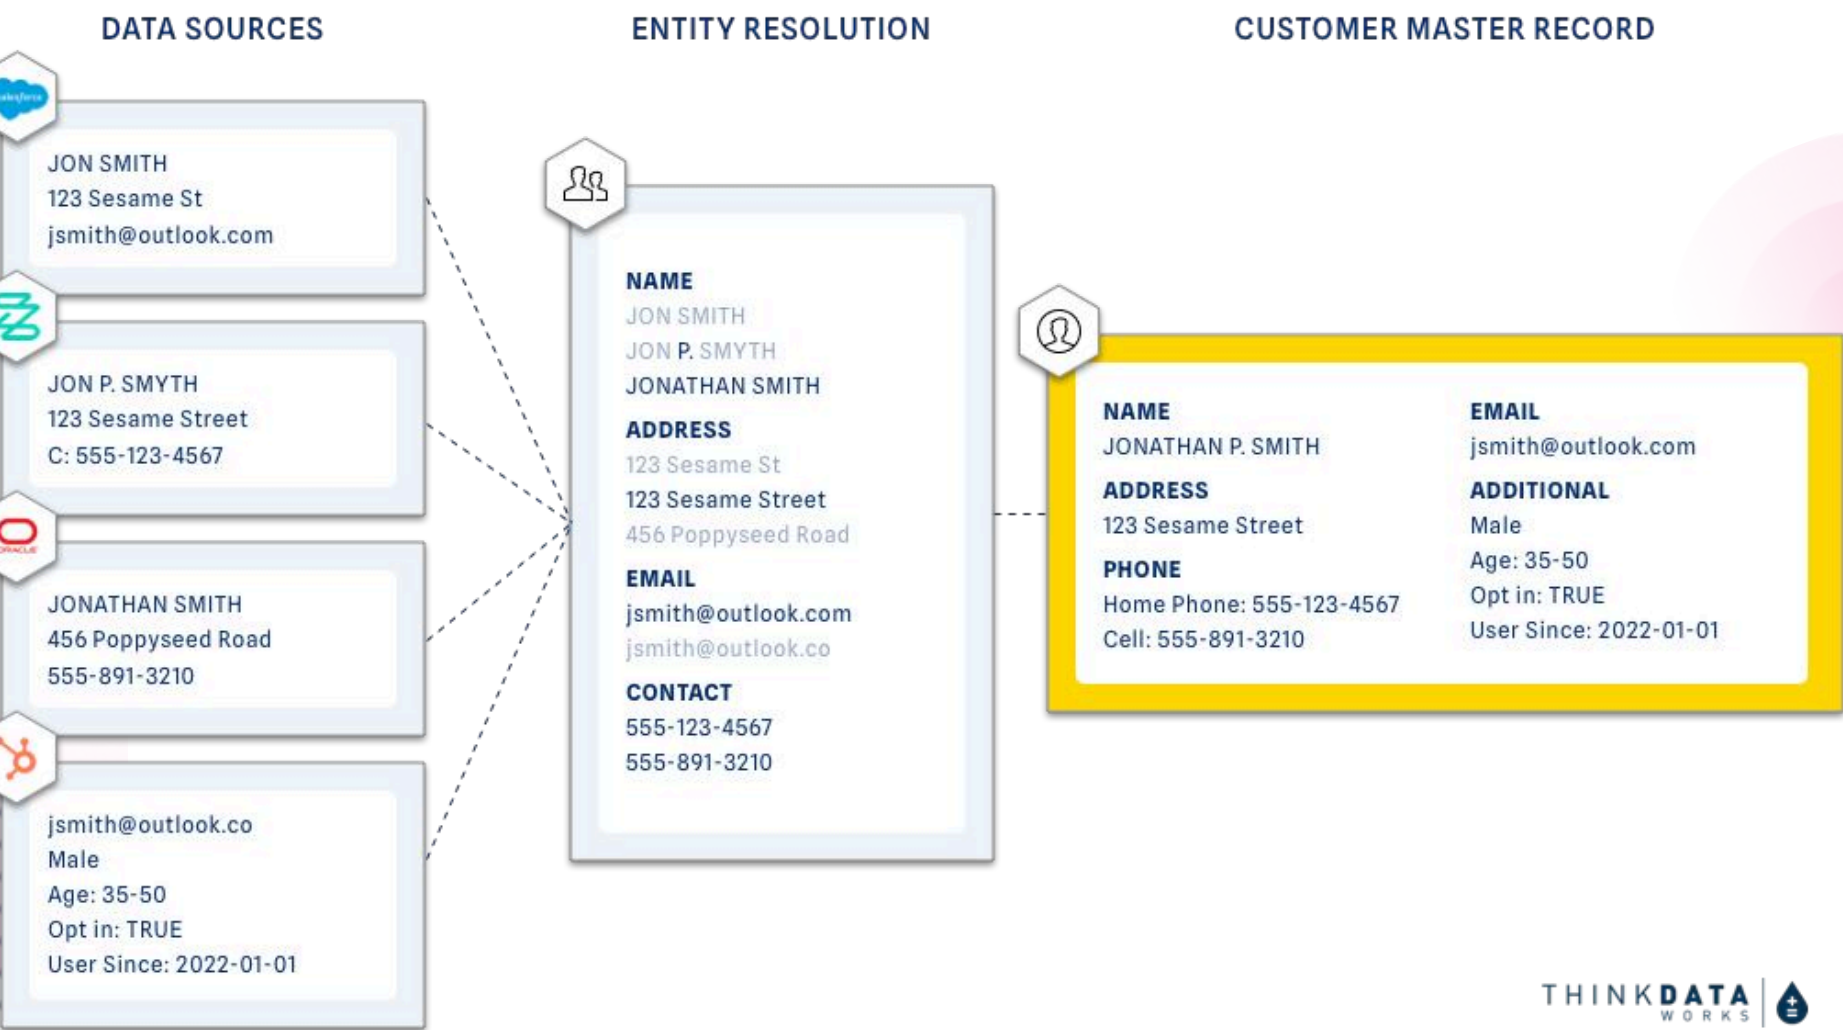 DATA SOURCES
ENTITY RESOLUTION
CUSTOMER MASTER RECORD
salesforce
JON SMITH
123 Sesame St
jsmith@outlook.com
JON P. SMYTH
123 Sesame Street
C: 555-123-4567
ORACLE
JONATHAN SMITH
456 Poppyseed Road
555-891-3210
jsmith@outlook.co
Male
Age: 35-50
Opt in: TRUE
User Since: 2022-01-01
NAME
JON SMITH
JON P. SMYTH
JONATHAN SMITH
ADDRESS
123 Sesame St
123 Sesame Street
456 Poppyseed Road
EMAIL
jsmith@outlook.com
jsmith@outlook.co
CONTACT
555-123-4567
555-891-3210
NAME
JONATHAN P. SMITH
ADDRESS
123 Sesame Street
PHONE
Home Phone: 555-123-4567
Cell: 555-891-3210
EMAIL
jsmith@outlook.com
ADDITIONAL
Male
Age: 35-50
Opt in: TRUE
User Since: 2022-01-01
THINKDATA
WORKS